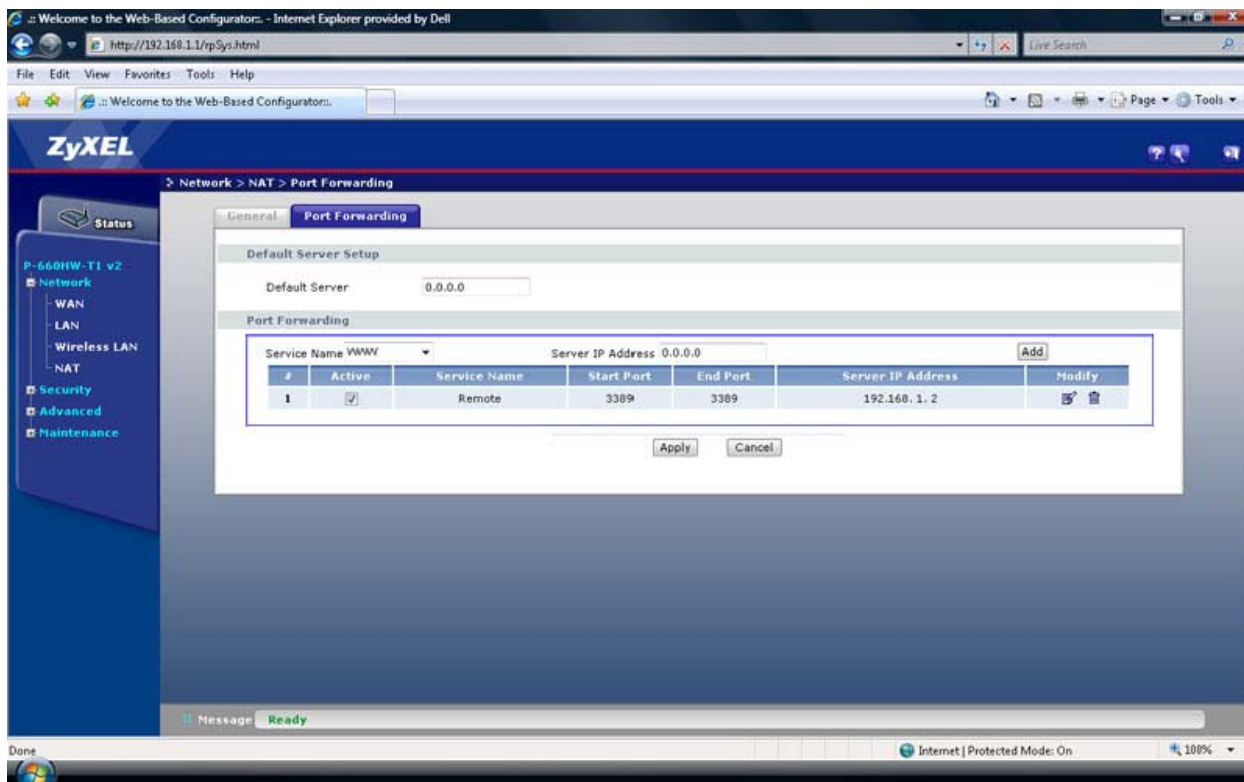 .:: Welcome to the Web-Based Configurator::. - Internet Explorer provided by Dell
http://192.168.1.1/rpSys.html
Live Search
File Edit View Favorites Tools Help
.:: Welcome to the Web-Based Configurator::.
Page Tools
ZyXEL
Network > NAT > Port Forwarding
Status
General Port Forwarding
P-660HW-T1 v2
Network
WAN
LAN
Wireless LAN
NAT
Security
Advanced
Maintenance
Default Server Setup
Default Server 0.0.0.0
Port Forwarding
Service Name WWW Server IP Address 0.0.0.0 Add
# Active Service Name Start Port End Port Server IP Address Modify
1 Remote 3389 3389 192.168. 1. 2
Apply Cancel
Message Ready
Done Internet | Protected Mode: On 100%